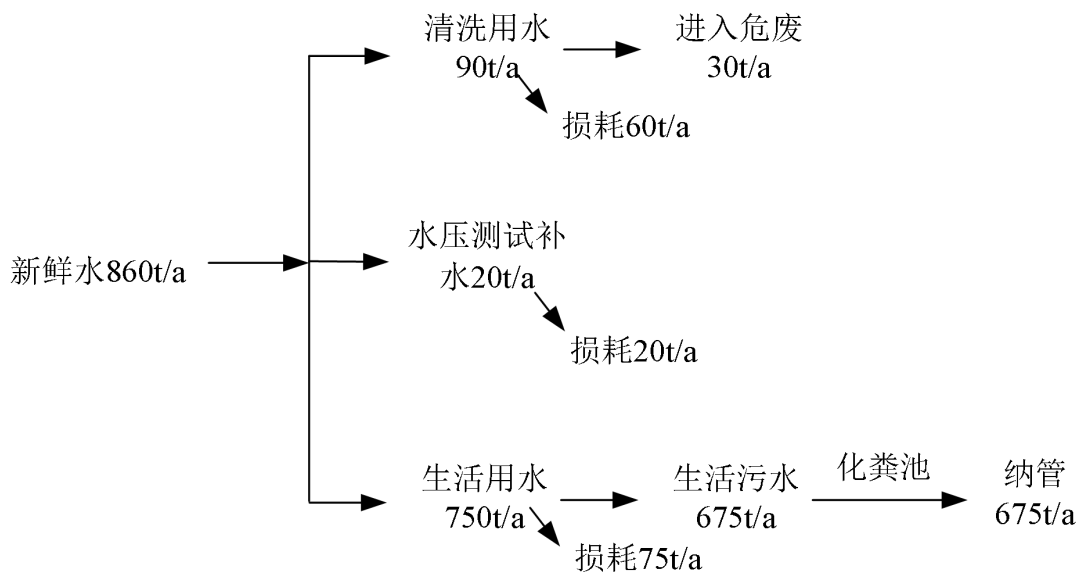 清洗用水
90t/a
进入危废
30t/a
损耗60t/a
新鲜水860t/a
水压测试补
水20t/a
损耗20t/a
生活用水
750t/a
损耗75t/a
生活污水
675t/a
化粪池
纳管
675t/a